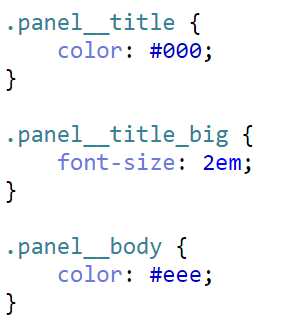 .panel__title {
    color: #000;
}

.panel__title_big {
    font-size: 2em;
}

.panel__body {
    color: #eee;
}